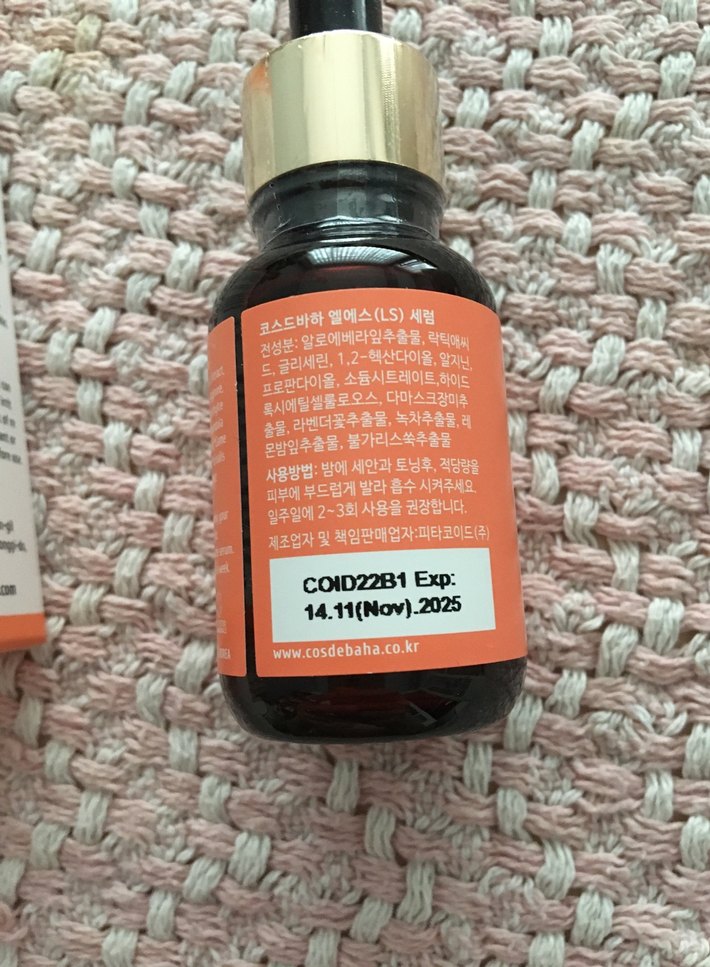 코스드바하 엘에스(LS) 세럼
전성분: 알로에베라잎추출물, 락틱애씨
드, 글리세린, 1,2-헥산다이올, 알지닌,
프로판다이올, 소듐시트레이트,하이드
록시에틸셀룰로오스, 다마스크장미추
출물, 라벤더꽃추출물, 녹차추출물, 레
몬밤잎추출물, 불가리스쑥추출물
사용방법: 밤에 세안과 토닝후, 적당량을
피부에 부드럽게 발라 흡수 시켜주세요.
일주일에 2~3회 사용을 권장합니다.
제조업자 및 책임판매업자:피타코이드(주)
COID22B1 Exp:
14.11(Nov).2025
www.cosdebaha.co.kr
serum.
week.
.com